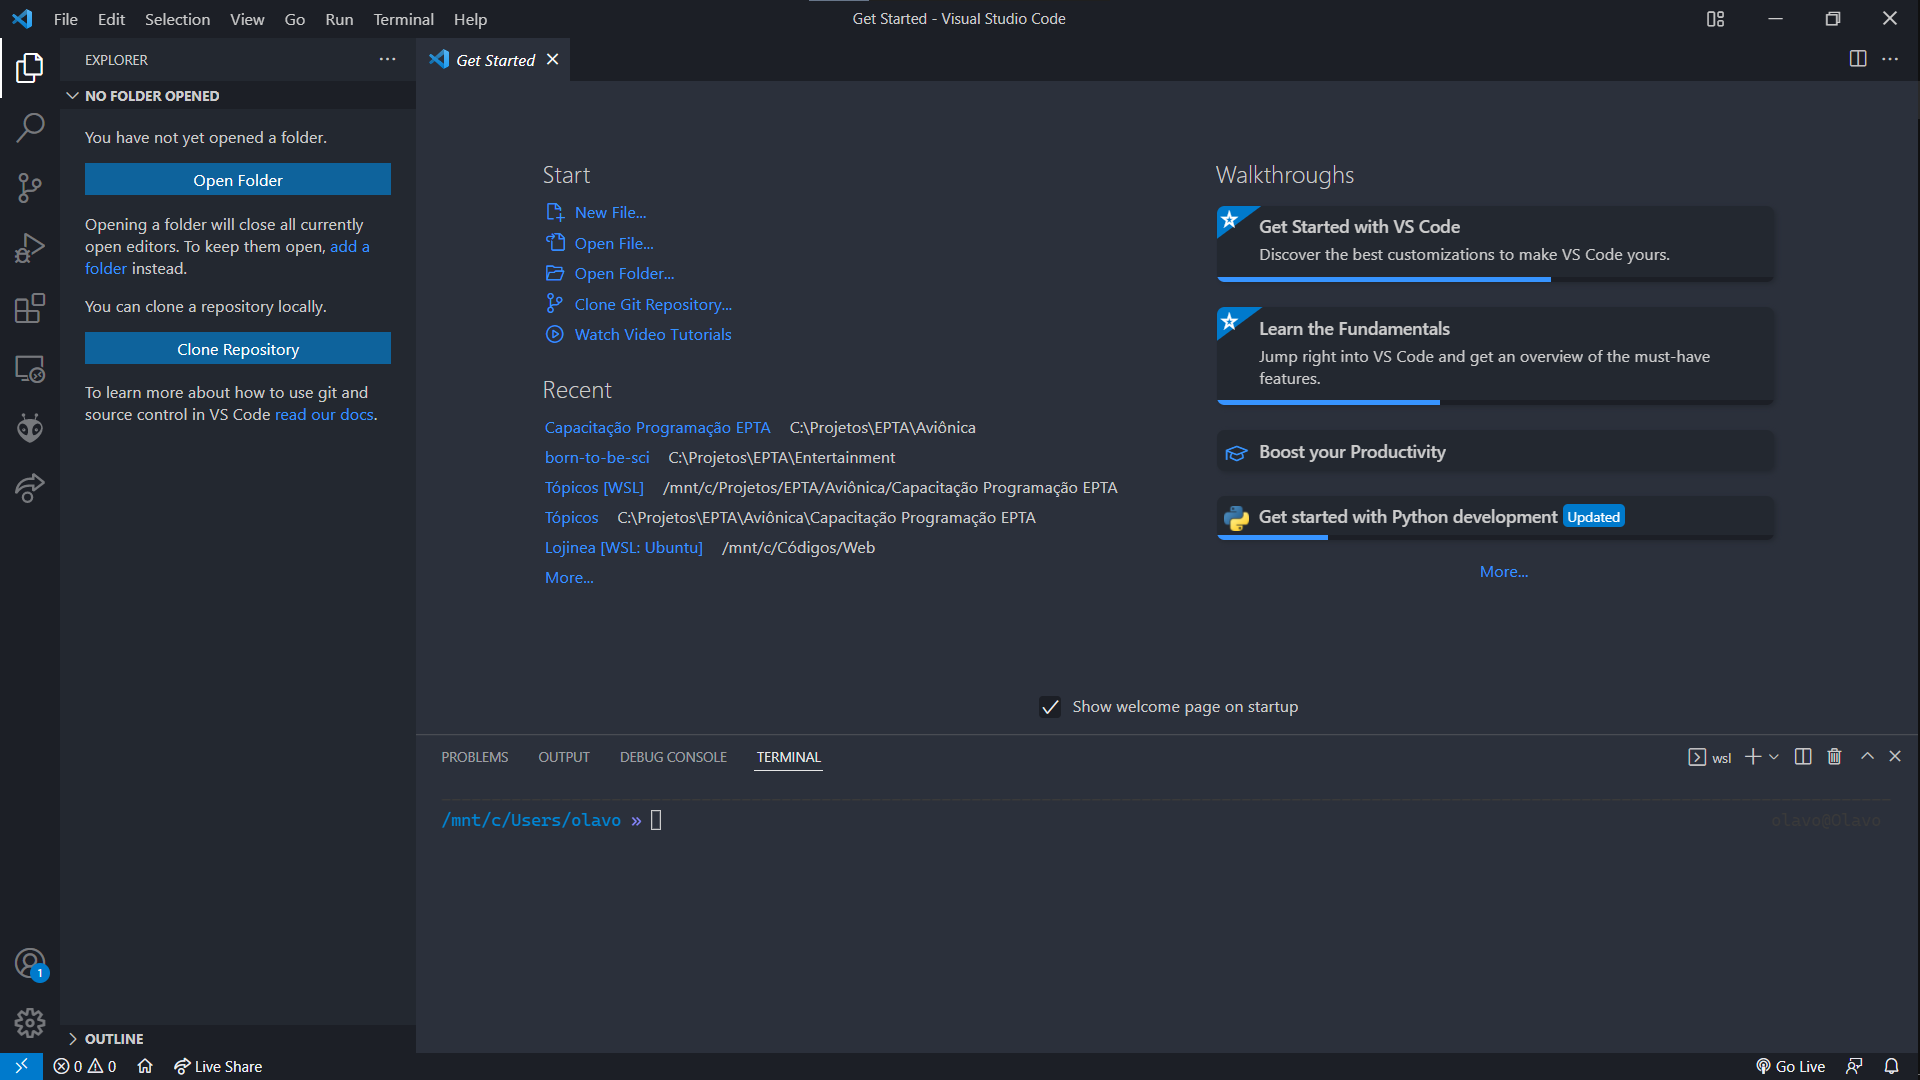 File Edit Selection View Go Run Terminal Help
Get Started - Visual Studio Code
EXPLORER
Get Started
NO FOLDER OPENED
You have not yet opened a folder.
Open Folder
Opening a folder will close all currently
open editors. To keep them open, add a
folder instead.
You can clone a repository locally.
Clone Repository
To learn more about how to use git and
source control in VS Code read our docs.
Start
New File...
Open File...
Open Folder...
Clone Git Repository...
Watch Video Tutorials
Recent
Capacitação Programação EPTA C:\Projetos\EPTA\Aviônica
born-to-be-sci C:\Projetos\EPTA\Entertainment
Tópicos [WSL] /mnt/c/Projetos/EPTA/Aviônica/Capacitação Programação EPTA
Tópicos C:\Projetos\EPTA\Aviônica\Capacitação Programação EPTA
Lojinea [WSL: Ubuntu] /mnt/c/Códigos/Web
More...
Walkthroughs
Get Started with VS Code
Discover the best customizations to make VS Code yours.
Learn the Fundamentals
Jump right into VS Code and get an overview of the must-have
features.
Boost your Productivity
Get started with Python development Updated
More...
Show welcome page on startup
PROBLEMS OUTPUT DEBUG CONSOLE TERMINAL
wsl
/mnt/c/Users/olavo »
olavo@Olavo
1
OUTLINE
0 0 Live Share
Go Live